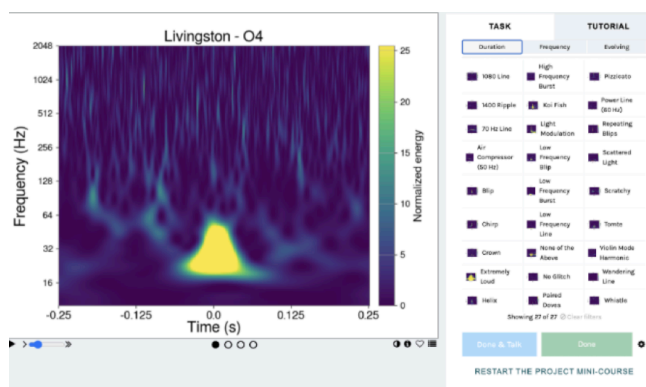 Livingston - O4
2048
1024
512
256
128
64
32
16
Frequency (Hz)
-0.25
-0.125
0.0
0.125
0.25
Time (s)
25
20
15
10
5
0
Normalized energy
TASK
TUTORIAL
Duration
Frequency
Evolving
1080 Line
High
Frequency
Burst
Pizzicato
1400 Ripple
Koi Fish
Power Line
(60 Hz)
70 Hz Line
Light
Modulation
Repeating
Blips
Air
Compressor
(50 Hz)
Low
Frequency
Blip
Scattered
Light
Blip
Low
Frequency
Burst
Scratchy
Chirp
Low
Frequency
Line
Tomte
Crown
None of the
Above
Violin Mode
Harmonic
Extremely
Loud
No Glitch
Wandering
Line
Helix
Paired
Doves
Whistle
Showing 27 of 27
Clear filters
Done & Talk
Done
RESTART THE PROJECT MINI-COURSE